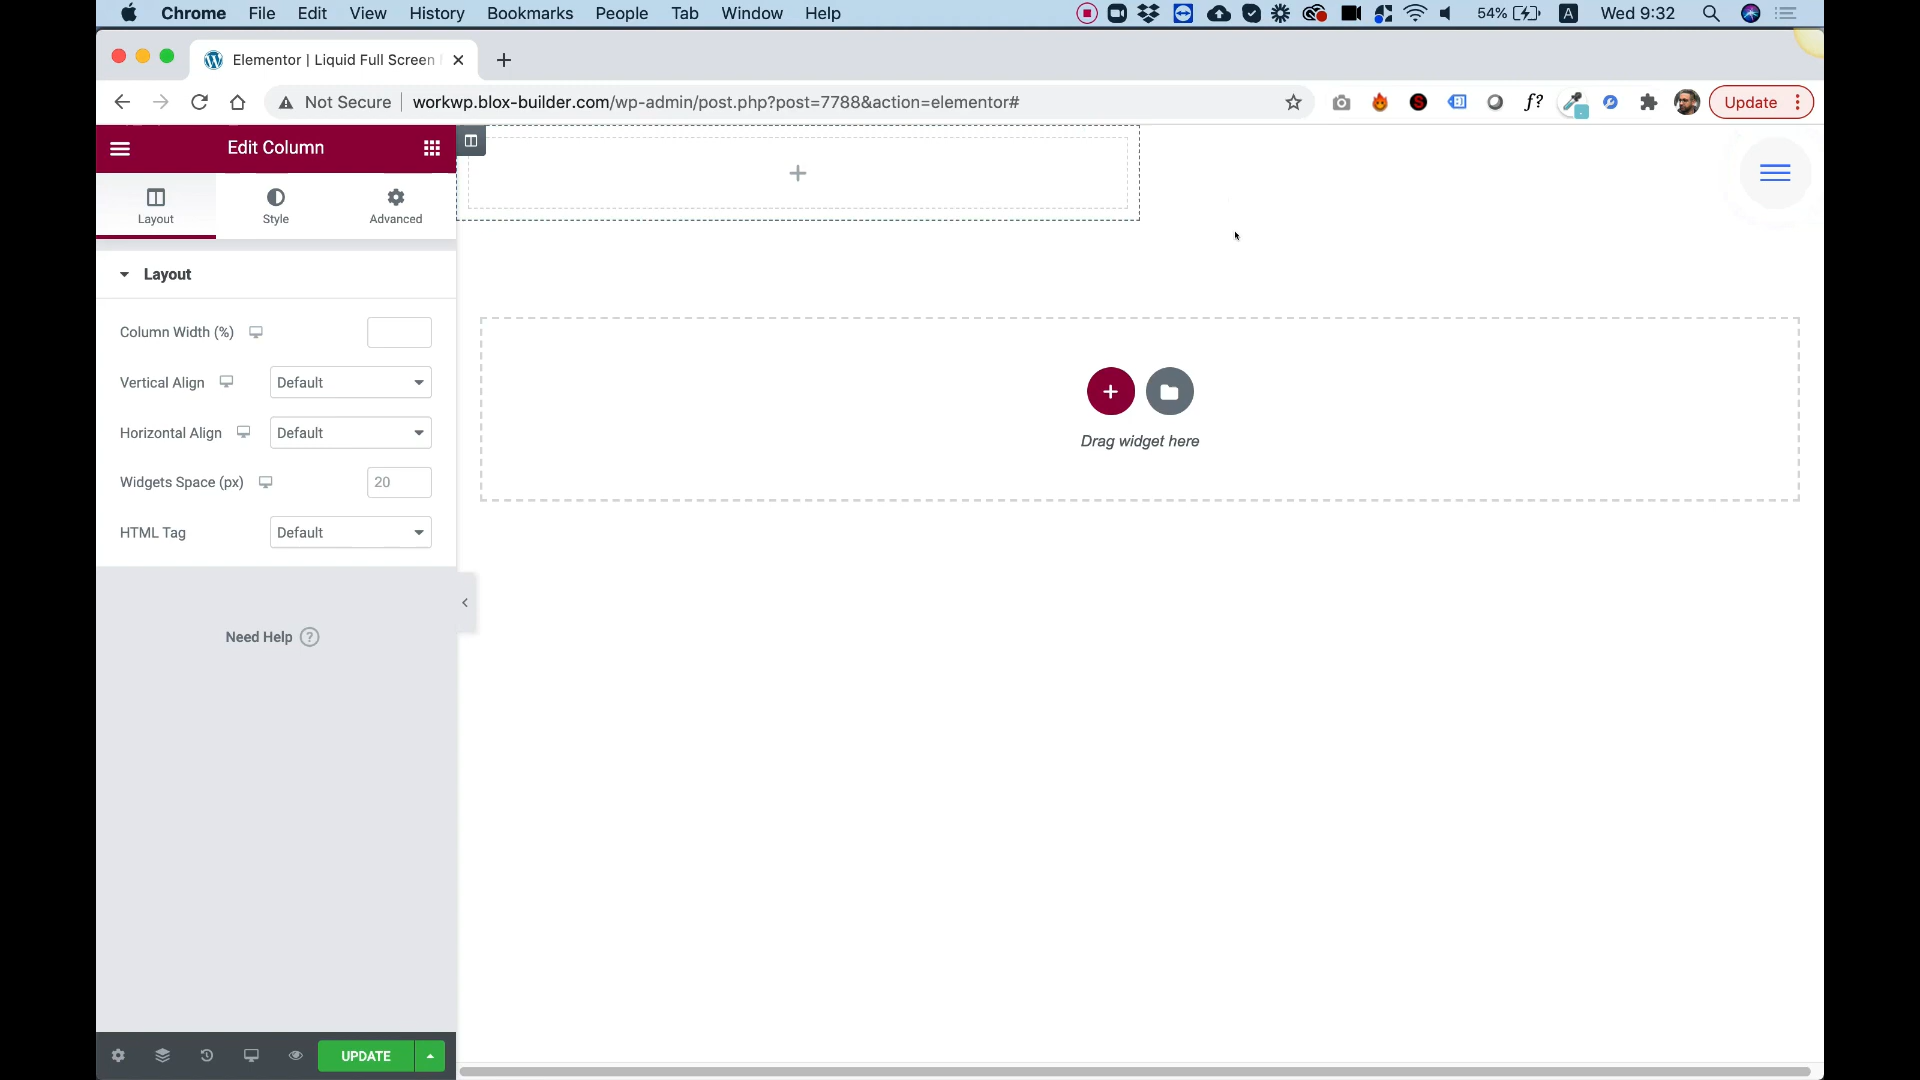 Chrome File Edit View History Bookmarks People Tab Window Help 54% A Wed 9:32
Elementor | Liquid Full Screen
Not Secure workwp.blox-builder.com/wp-admin/post.php?post=7788&action=elementor# S f? Update
Edit Column
Layout Style Advanced
Layout
Column Width (%)
Vertical Align Default
Horizontal Align Default
Widgets Space (px) 20
HTML Tag Default
Drag widget here
Need Help ?
UPDATE